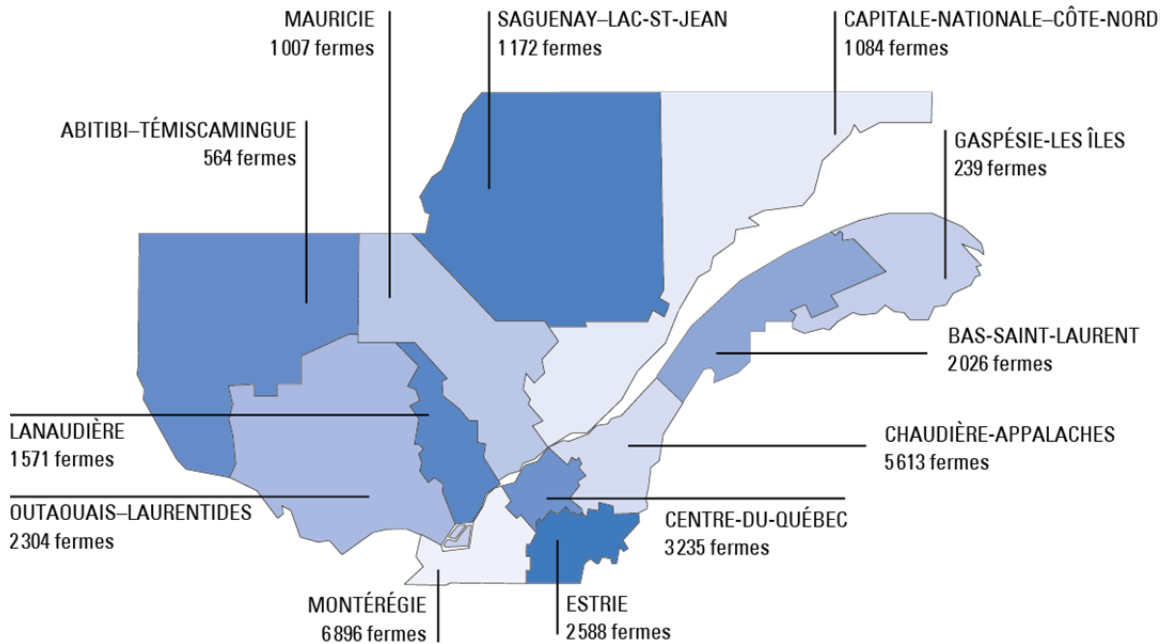 MAURICIE
1 007 fermes
SAGUENAY–LAC-ST-JEAN
1 172 fermes
CAPITALE-NATIONALE–CÔTE-NORD
1 084 fermes
ABITIBI–TÉMISCAMINGUE
564 fermes
GASPÉSIE-LES ÎLES
239 fermes
BAS-SAINT-LAURENT
2 026 fermes
LANAUDIÈRE
1 571 fermes
CHAUDIÈRE-APPALACHES
5 613 fermes
OUTAOUAIS–LAURENTIDES
2 304 fermes
CENTRE-DU-QUÉBEC
3 235 fermes
MONTÉRÉGIE
6 896 fermes
ESTRIE
2 588 fermes